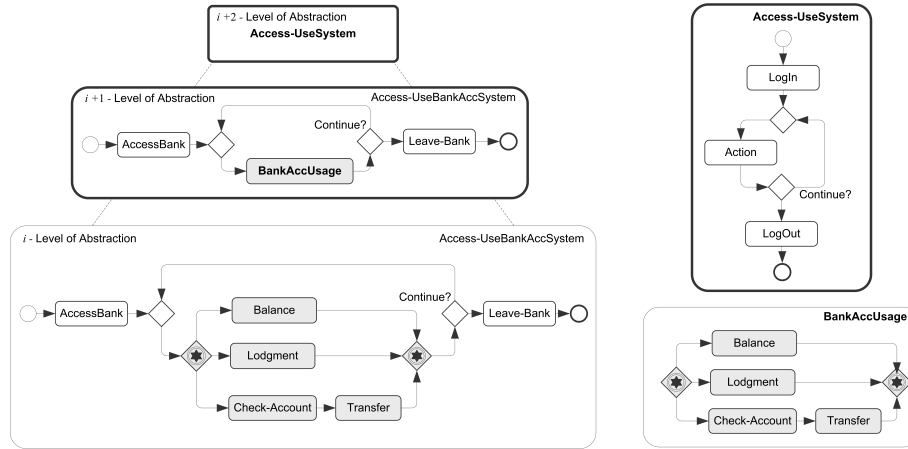 i +2 - Level of Abstraction
Access-UseSystem
i +1 - Level of Abstraction
Access-UseBankAccSystem
Continue?
AccessBank
Leave-Bank
BankAccUsage
i - Level of Abstraction
Access-UseBankAccSystem
Continue?
AccessBank
Leave-Bank
Balance
Lodgment
Check-Account
Transfer
Access-UseSystem
LogIn
Action
Continue?
LogOut
BankAccUsage
Balance
Lodgment
Check-Account
Transfer